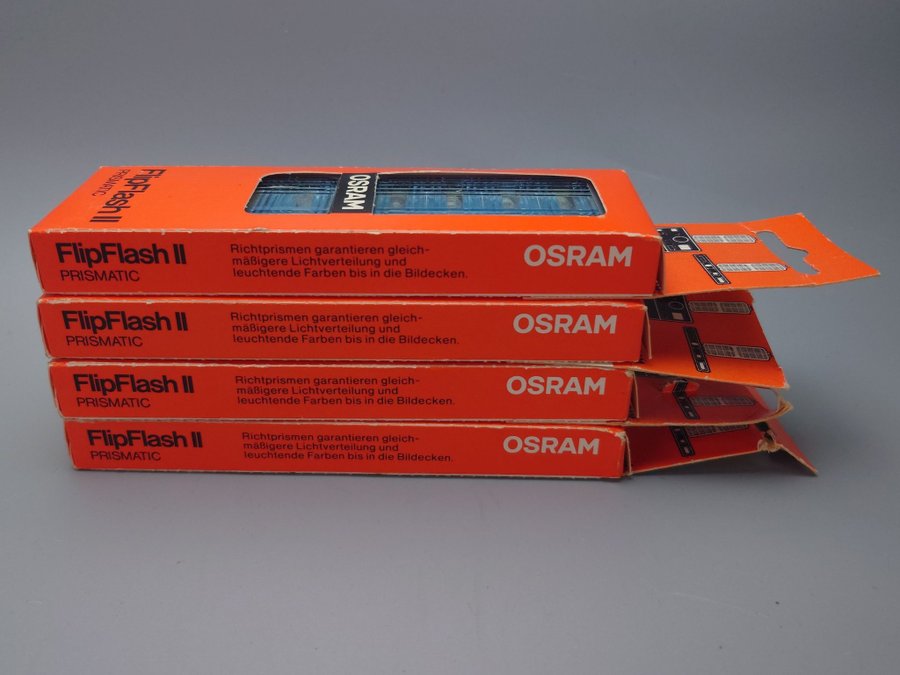 FlipFlash II
PRISMATIC
OSRAM
FlipFlash II
PRISMATIC
Richtprismen garantieren gleich-
mäßigere Lichtverteilung und
leuchtende Farben bis in die Bildecken.
OSRAM
FlipFlash II
PRISMATIC
Richtprismen garantieren gleich-
mäßigere Lichtverteilung und
leuchtende Farben bis in die Bildecken.
OSRAM
FlipFlash II
PRISMATIC
Richtprismen garantieren gleich-
mäßigere Lichtverteilung und
leuchtende Farben bis in die Bildecken.
OSRAM
FlipFlash II
PRISMATIC
Richtprismen garantieren gleich-
mäßigere Lichtverteilung und
leuchtende Farben bis in die Bildecken.
OSRAM